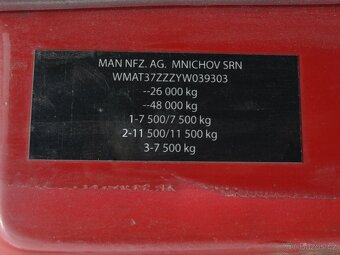 MAN NFZ. AG. MNICHOV SRN
WMAT37ZZZYW039303
--26 000 kg
--48 000 kg
1-7 500/7 500 kg
2-11 500/11 500 kg
3-7 500 kg